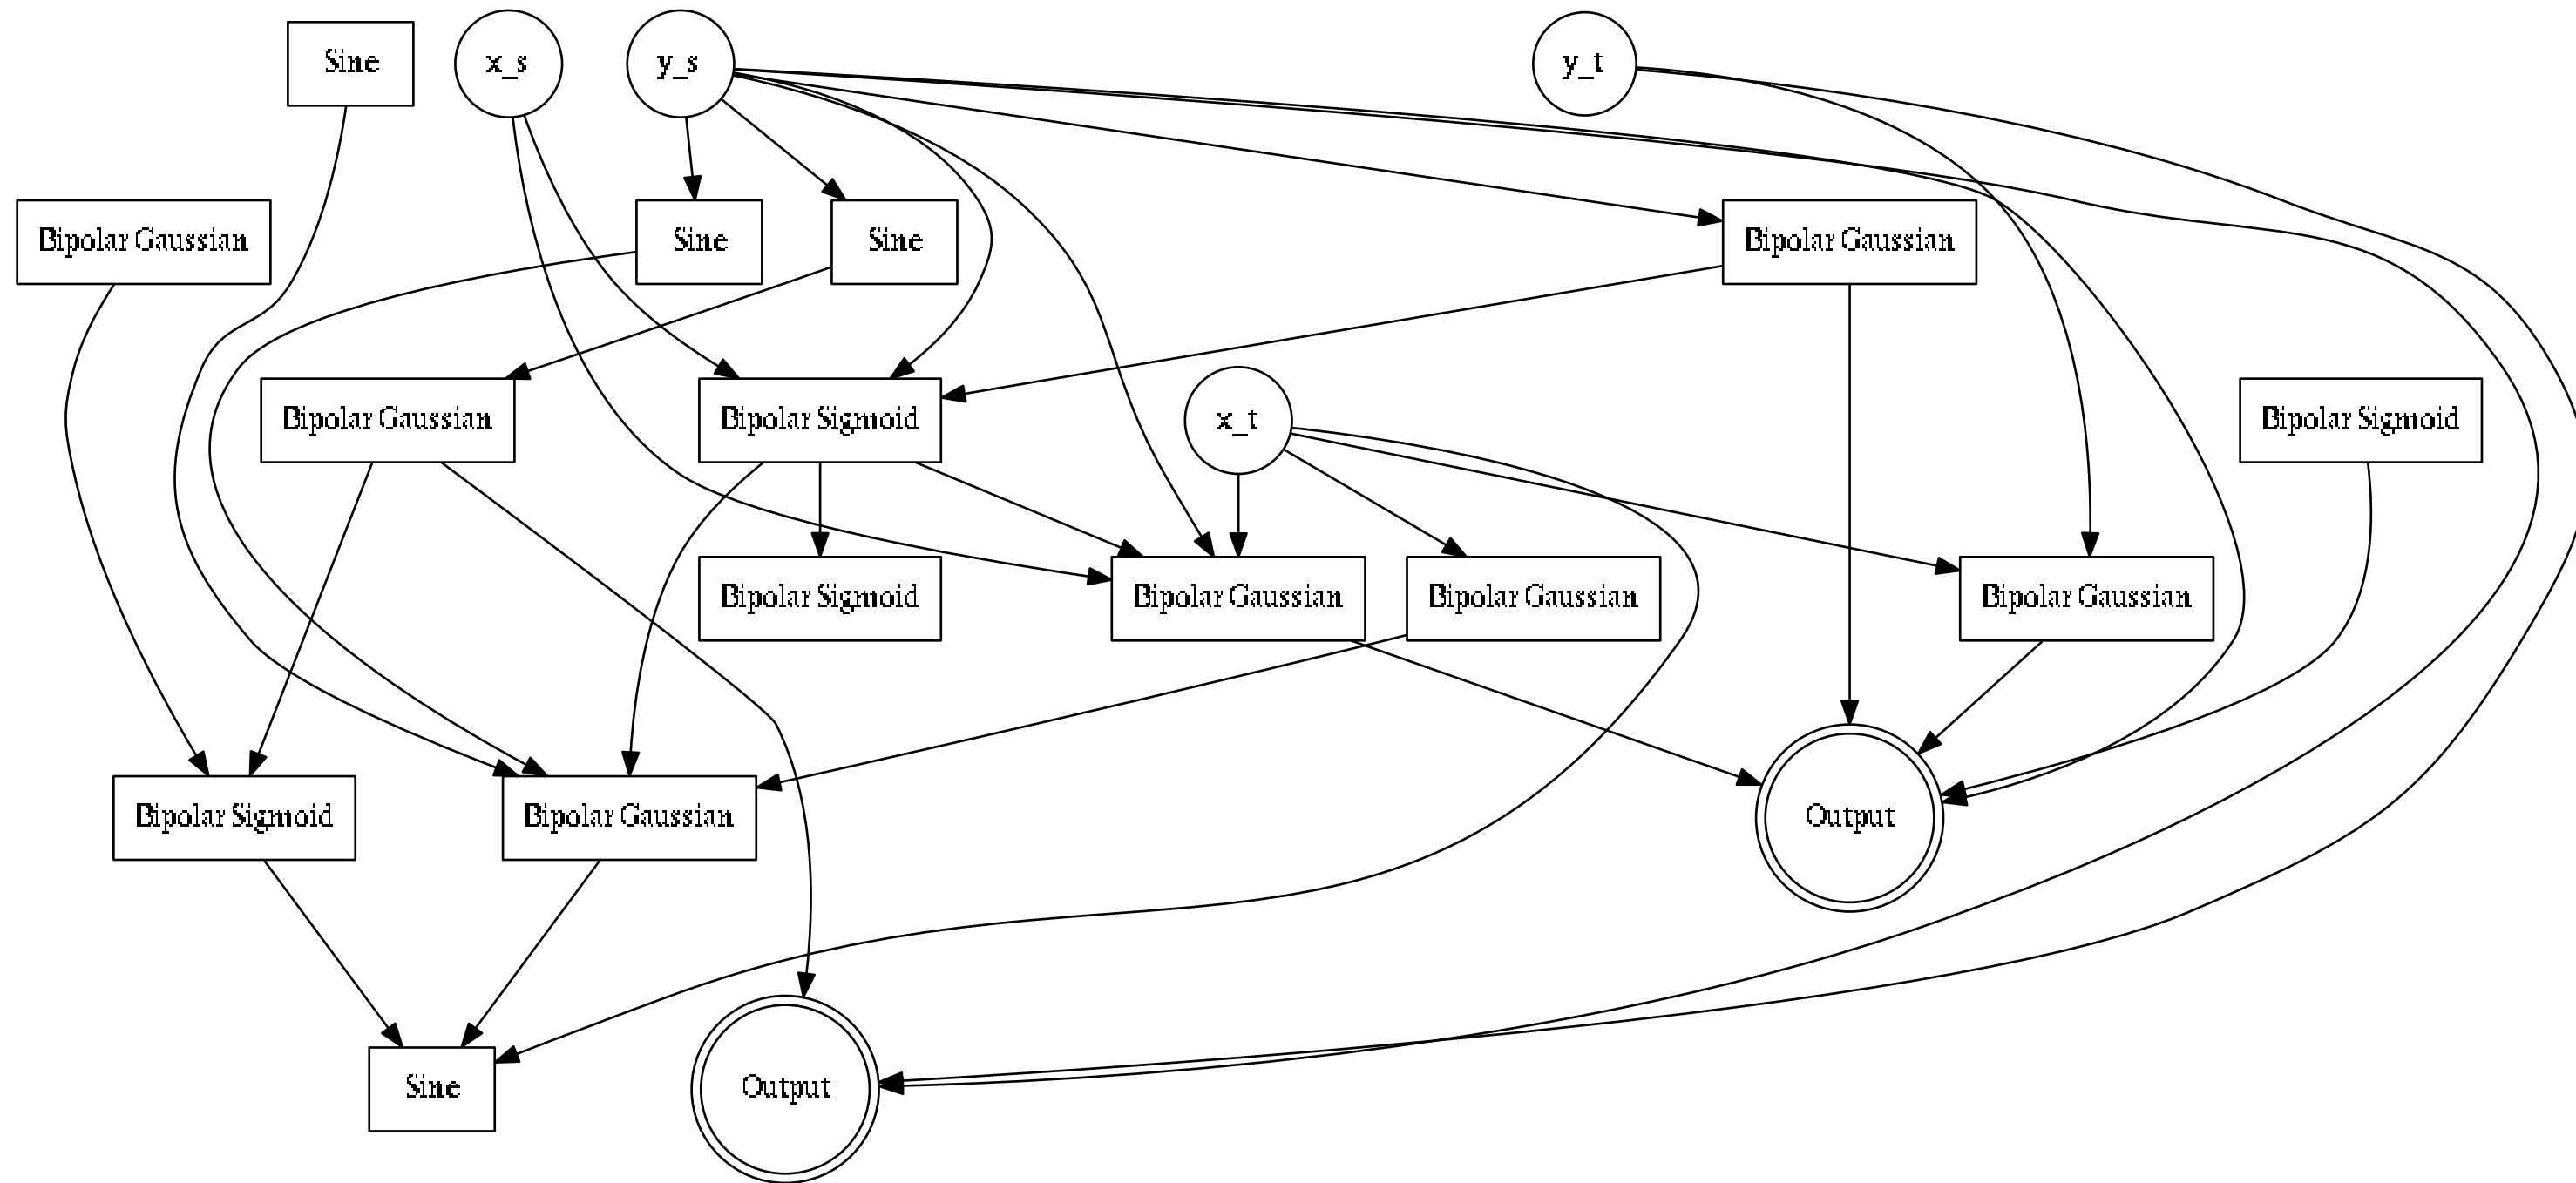 Sine
x_s
y_s
y_t
Bipolar Gaussian
Sine
Sine
Bipolar Gaussian
Bipolar Gaussian
Bipolar Sigmoid
x_t
Bipolar Sigmoid
Bipolar Sigmoid
Bipolar Gaussian
Bipolar Gaussian
Bipolar Gaussian
Bipolar Sigmoid
Bipolar Gaussian
Output
Sine
Output